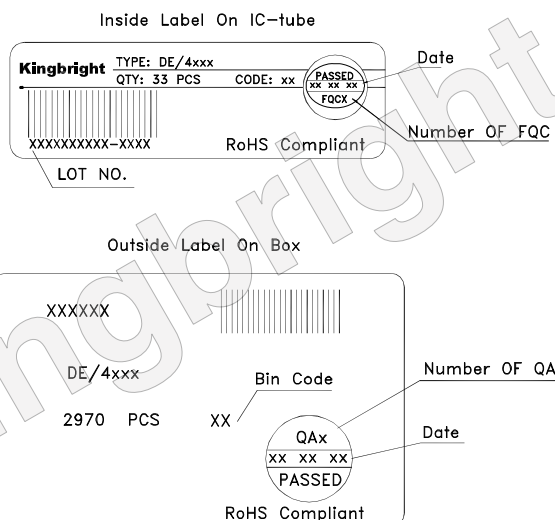 Inside Label On IC-tube
Kingbright
TYPE: DE/4xxx
QTY: 33 PCS CODE: xx
PASSED
xx xx xx
FQCX
Date
Number OF FQC
XXXXXXXXXX-XXXX
RoHS Compliant
LOT NO.
Outside Label On Box
XXXXXX
DE/4xxx
Bin Code
Number OF QA
2970 PCS XX
QAx
Date
xx xx xx
PASSED
RoHS Compliant
ngbright